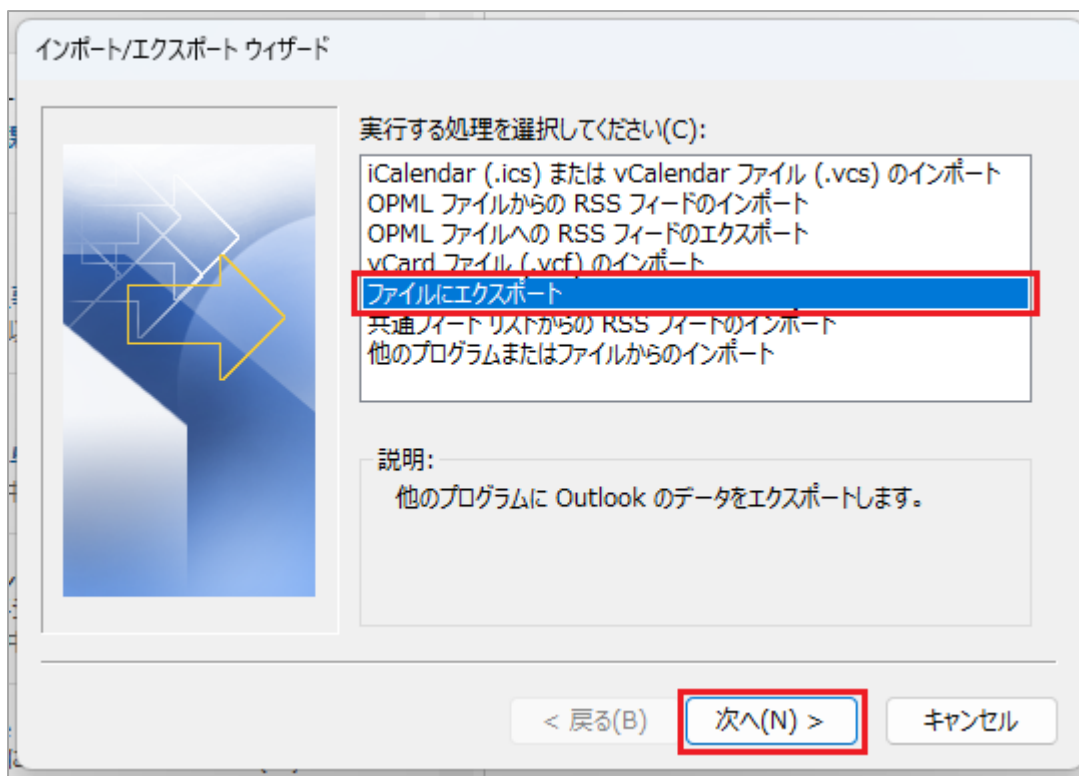 インポート/エクスポート ウィザード
実行する処理を選択してください(C):
iCalendar (.ics) または vCalendar ファイル (.vcs) のインポート
OPML ファイルからの RSS フィードのインポート
OPML ファイルへの RSS フィードのエクスポート
vCard ファイル (.vcf) のインポート
ファイルにエクスポート
共通フィード リストからの RSS フィードのインポート
他のプログラムまたはファイルからのインポート
説明:
他のプログラムに Outlook のデータをエクスポートします。
< 戻る(B) 次へ(N) > キャンセル